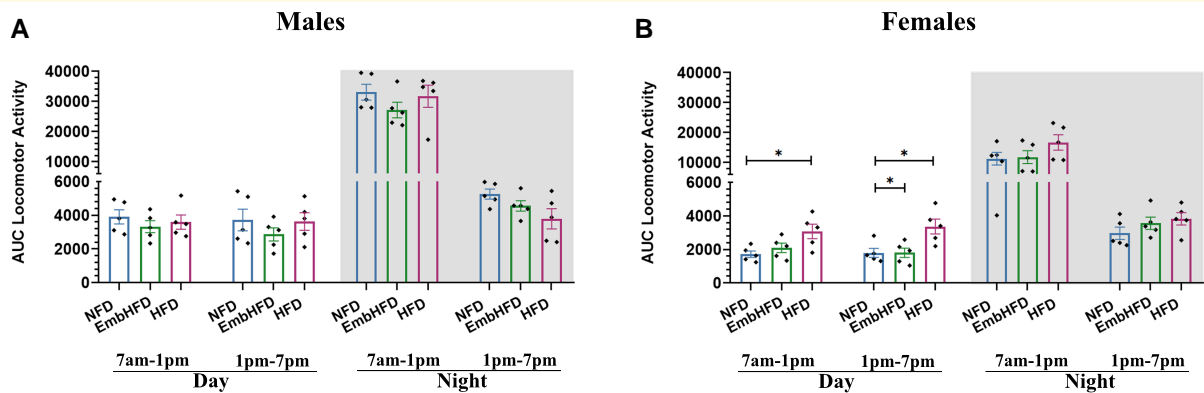 A
Males
AUC Locomotor Activity
40000
30000
20000
10000
6000
4000
2000
0
NFD
EmbHFD
HFD
NFD
EmbHFD
HFD
NFD
EmbHFD
HFD
NFD
EmbHFD
HFD
7am-1pm
1pm-7pm
7am-1pm
1pm-7pm
Day
Night
B
Females
AUC Locomotor Activity
40000
30000
20000
10000
6000
4000
2000
0
*
*
*
NFD
EmbHFD
HFD
NFD
EmbHFD
HFD
NFD
EmbHFD
HFD
NFD
EmbHFD
HFD
7am-1pm
1pm-7pm
7am-1pm
1pm-7pm
Day
Night